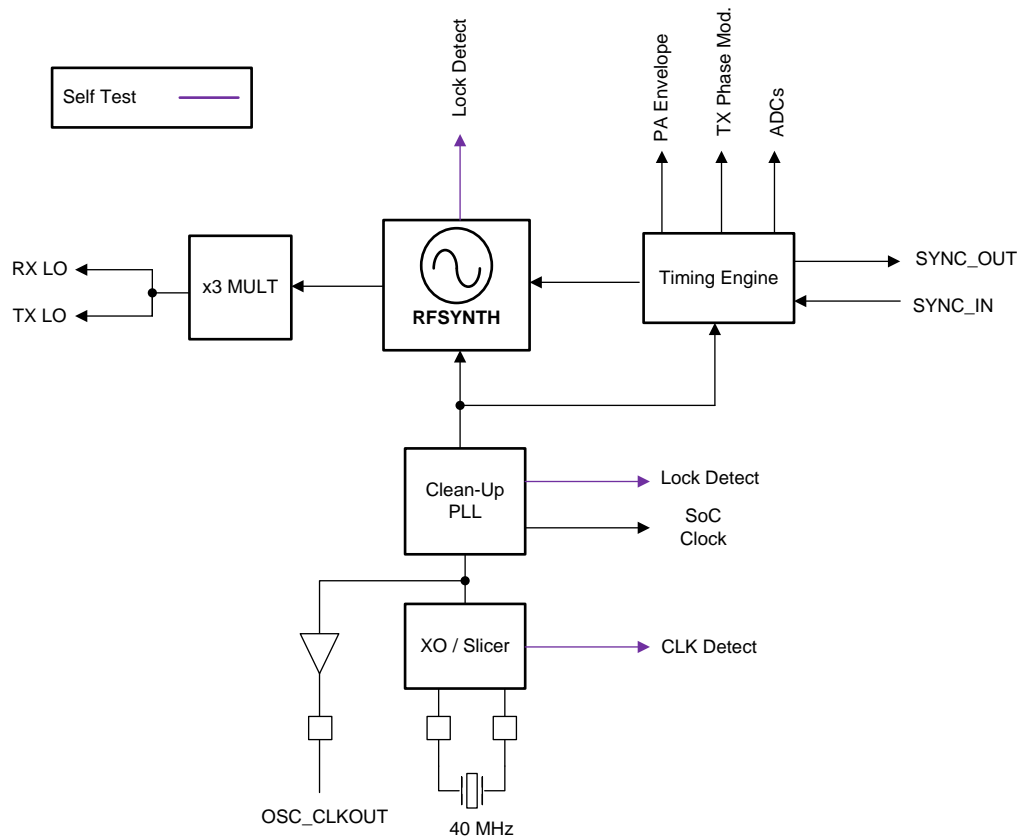 Self Test
Lock Detect
PA Envelope
TX Phase Mod.
ADCs
RX LO
TX LO
x3 MULT
RFSYNTH
Timing Engine
SYNC_OUT
SYNC_IN
Clean-Up
PLL
Lock Detect
SoC
Clock
XO / Slicer
CLK Detect
OSC_CLKOUT
40 MHz